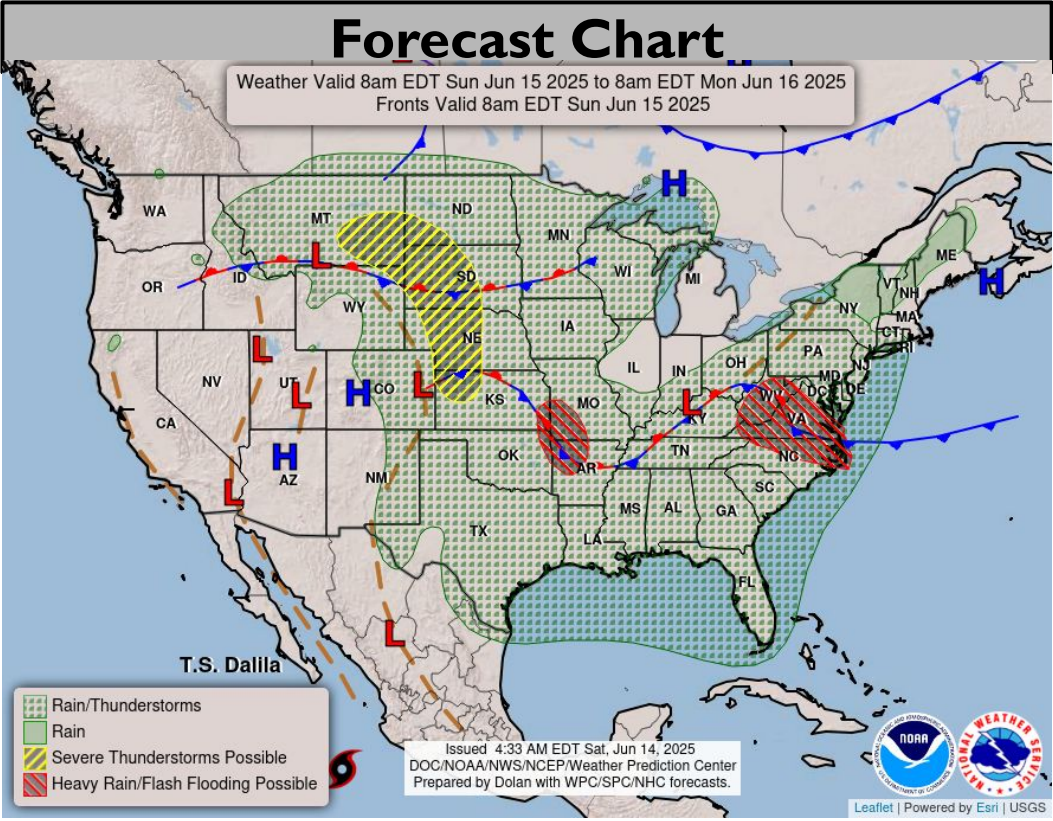 Forecast Chart
Weather Valid 8am EDT Sun Jun 15 2025 to 8am EDT Mon Jun 16 2025
Fronts Valid 8am EDT Sun Jun 15 2025
H
WA
MT
ND
MN
ME
L
OR
ID
SD
WI
MI
VT
NH
H
WY
NY
MA
CT
RI
NE
IA
L
PA
OH
IL
IN
NJ
MD
DE
DC
NV
UT
L
H
CO
L
KS
MO
L
KY
WV
VA
CA
H
AZ
NM
OK
AR
TN
NC
L
SC
TX
MS
AL
GA
LA
FL
L
T.S. Dalila
Rain/Thunderstorms
Rain
Severe Thunderstorms Possible
Heavy Rain/Flash Flooding Possible
Issued 4:33 AM EDT Sat, Jun 14, 2025
DOC/NOAA/NWS/NCEP/Weather Prediction Center
Prepared by Dolan with WPC/SPC/NHC forecasts.
NOAA
NATIONAL WEATHER SERVICE
Leaflet | Powered by Esri | USGS